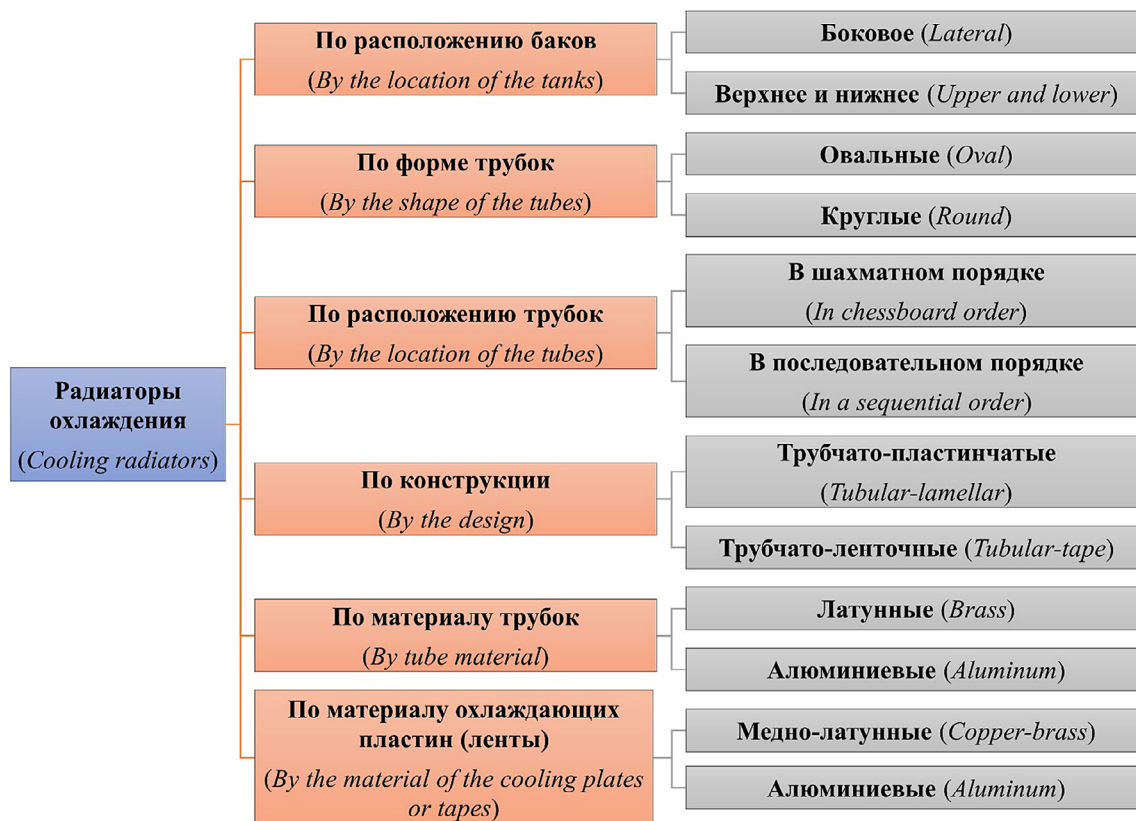 Радиаторы
охлаждения
(Cooling radiators)
По расположению баков
(By the location of the tanks)
Боковое (Lateral)
Верхнее и нижнее (Upper and lower)
По форме трубок
(By the shape of the tubes)
Овальные (Oval)
Круглые (Round)
По расположению трубок
(By the location of the tubes)
В шахматном порядке
(In chessboard order)
В последовательном порядке
(In a sequential order)
По конструкции
(By the design)
Трубчато-пластинчатые
(Tubular-lamellar)
Трубчато-ленточные (Tubular-tape)
По материалу трубок
(By tube material)
Латунные (Brass)
Алюминиевые (Aluminum)
По материалу охлаждающих
пластин (ленты)
(By the material of the cooling plates
or tapes)
Медно-латунные (Copper-brass)
Алюминиевые (Aluminum)